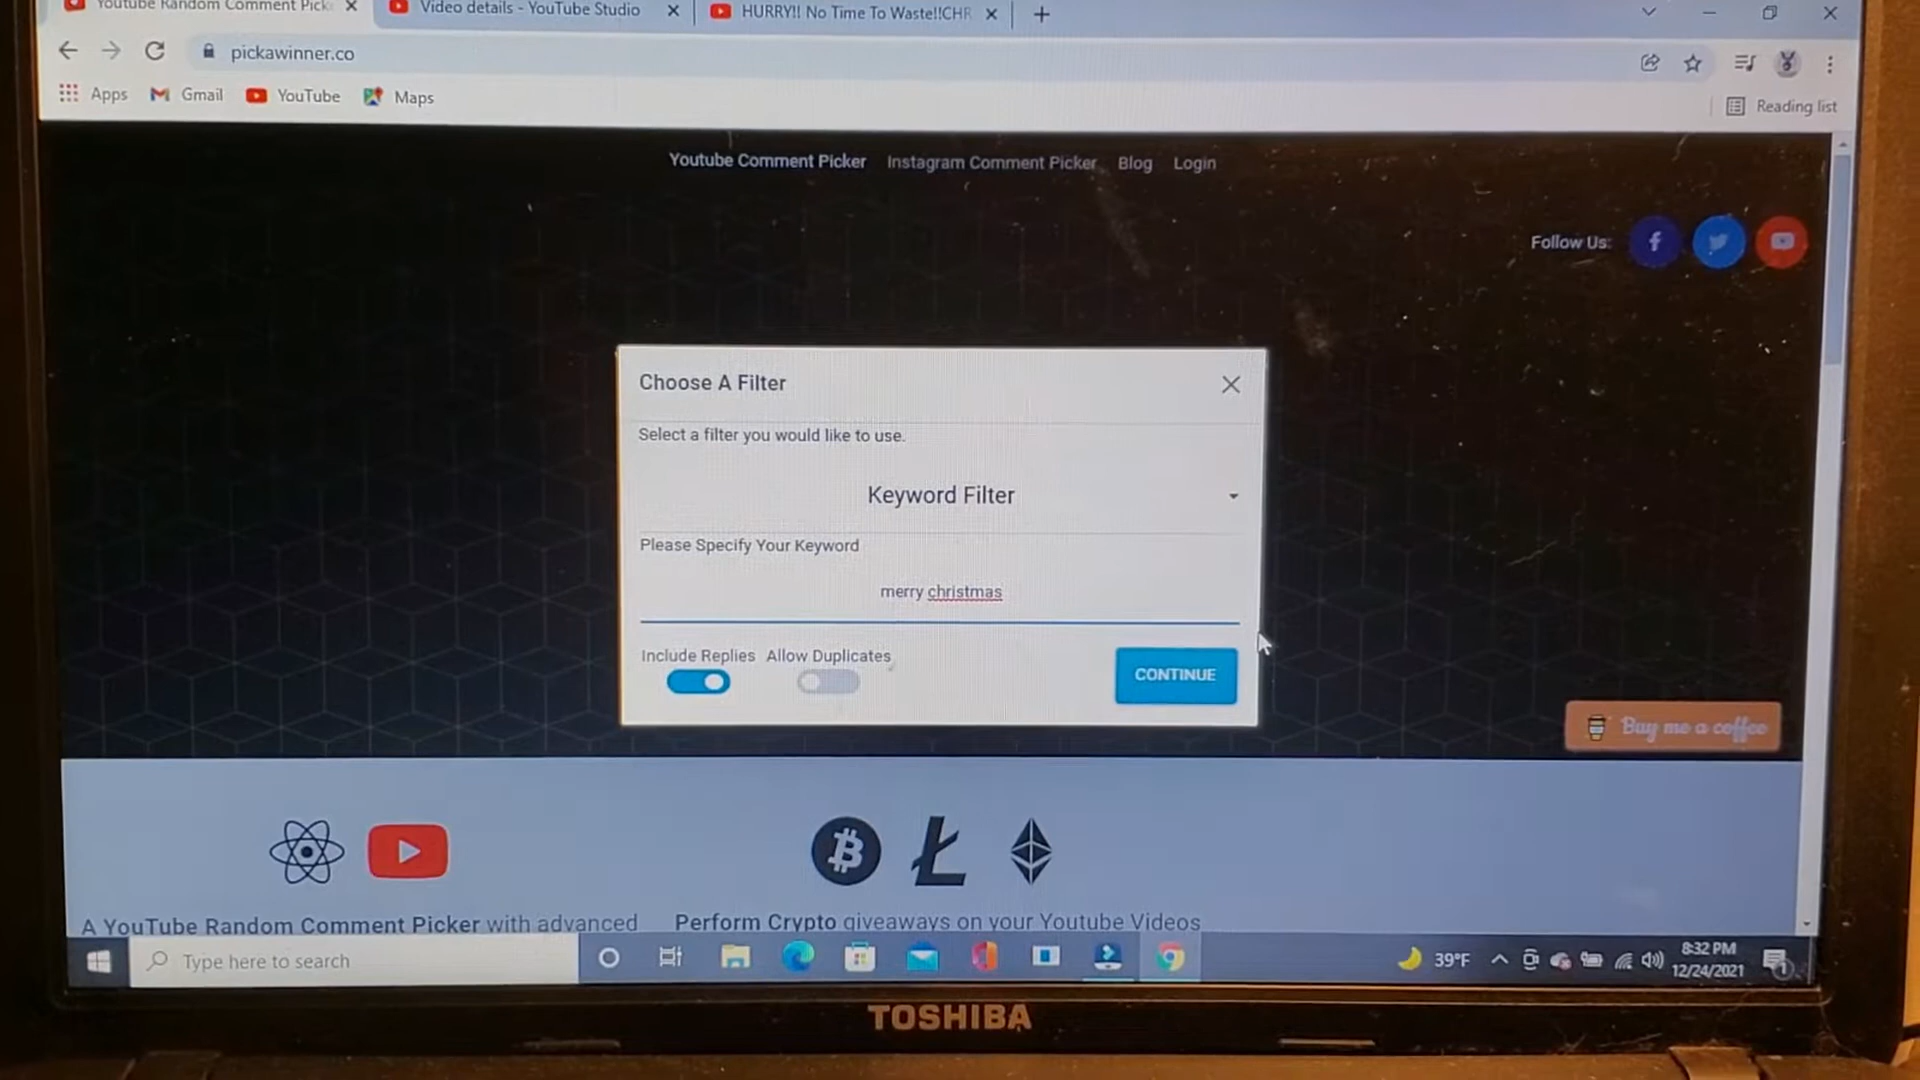 Youtube Random Comment Pick
Video details - YouTube Studio
HURRY!! No Time To Waste!!CHR
pickawinner.co
Apps
Gmail
YouTube
Maps
Reading list
Youtube Comment Picker
Instagram Comment Picker
Blog
Login
Follow Us:
Choose A Filter
Select a filter you would like to use.
Keyword Filter
Please Specify Your Keyword
merry christmas
Include Replies
Allow Duplicates
CONTINUE
Buy me a coffee
A YouTube Random Comment Picker with advanced
Perform Crypto giveaways on your Youtube Videos
Type here to search
39°F
8:32 PM
12/24/2021
1
TOSHIBA